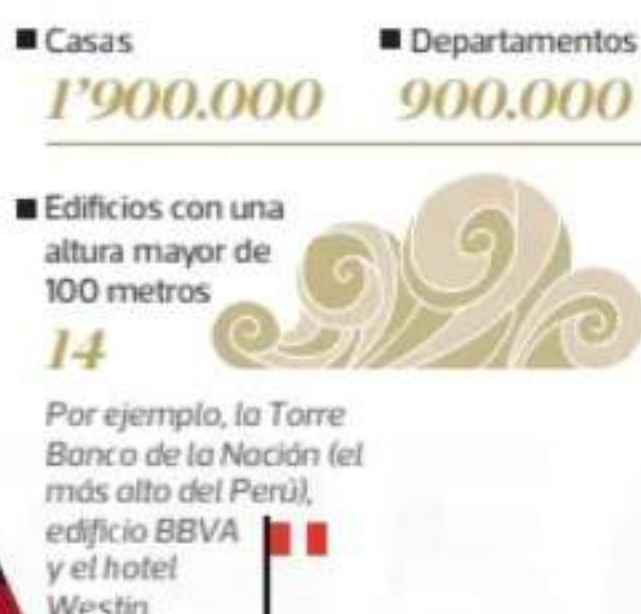 ■ Casas
1’900.000
■ Departamentos
900.000
■ Edificios con una
altura mayor de
100 metros
14
Por ejemplo, la Torre
Banco de la Nación (el
más alto del Perú),
edificio BBVA
y el hotel
Westin